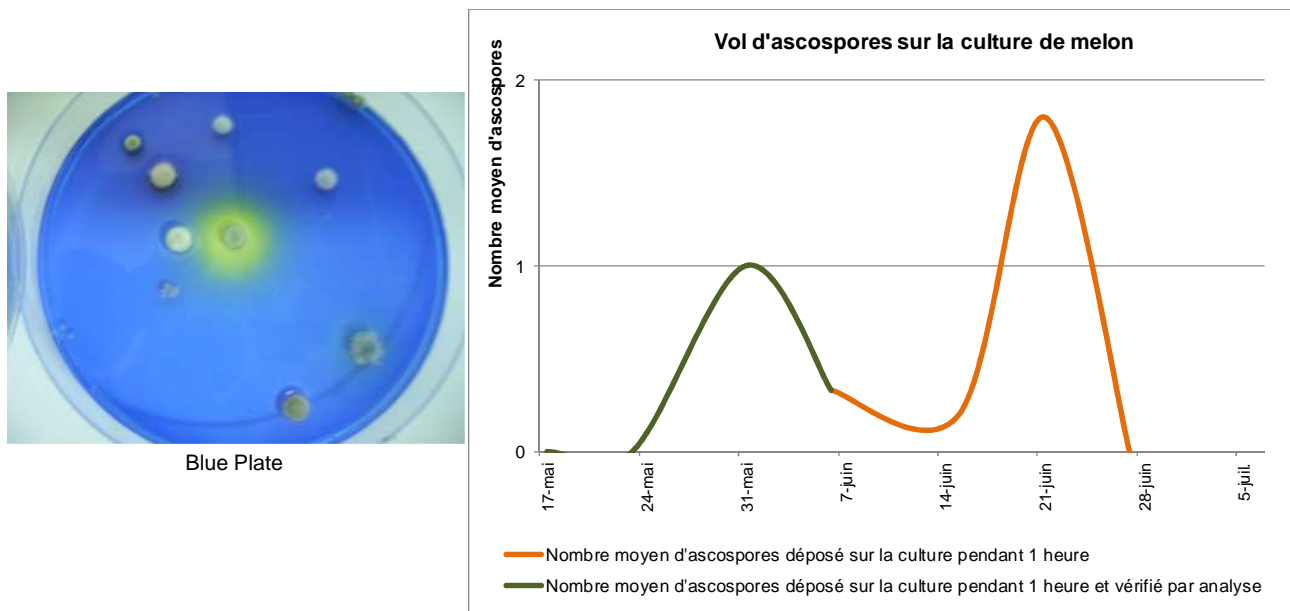 Blue Plate
Vol d'ascospores sur la culture de melon
Nombre moyen d'ascospores
2
1
0
17-mai
24-mai
31-mai
7-juin
14-juin
21-juin
28-juin
5-juil.
Nombre moyen d'ascospores déposé sur la culture pendant 1 heure
Nombre moyen d'ascospores déposé sur la culture pendant 1 heure et vérifié par analyse